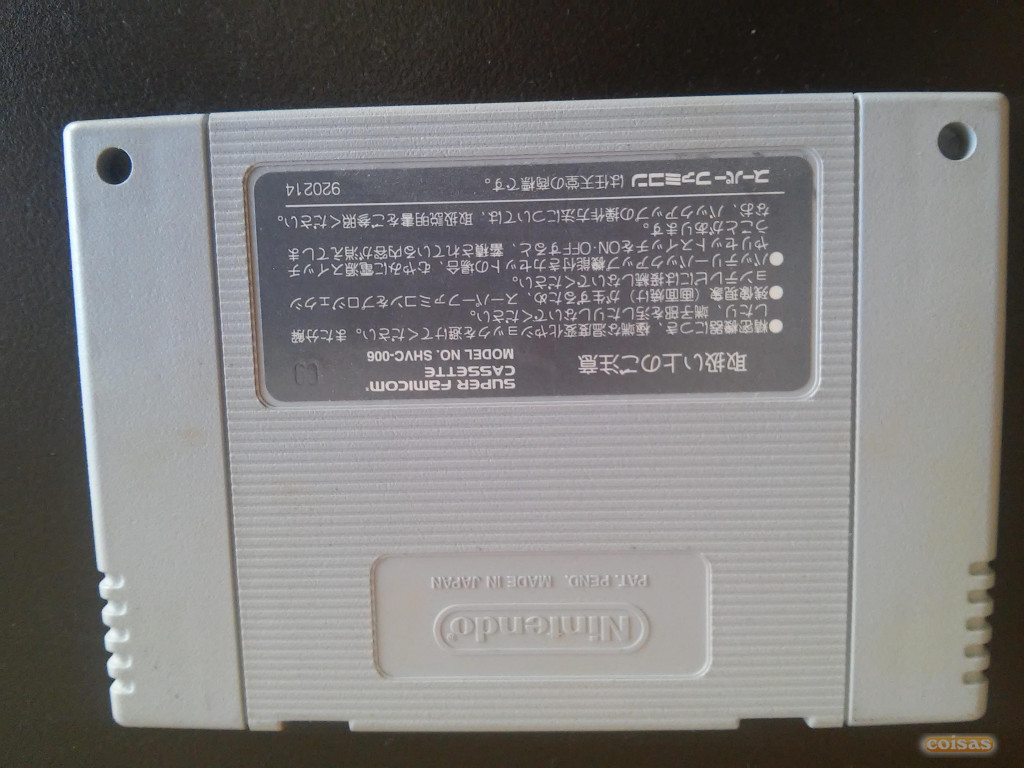 Nintendo®
PAT. PEND. MADE IN JAPAN
取扱い上のご注意
SUPER FAMICOM™
CASSETTE
MODEL NO. SHVC-006
●精密機器につき、極端な温度変化やショックを避けてください。また分解
したり、端子部を汚したりしないでください。
●残像現象（画面焼け）が生ずるため、スーパーファミコンをプロジェクシ
ョンテレビには接続しないでください。
●バッテリーバックアップ機能付きカセットの場合、むやみに電源スイッチ
やリセットスイッチをON・OFFすると、蓄積されている内容が消えてしま
うことがあります。
なお、バックアップの操作方法については、取扱説明書をご参照ください。
スーパーファミコンは任天堂の商標です。
920214
coisas